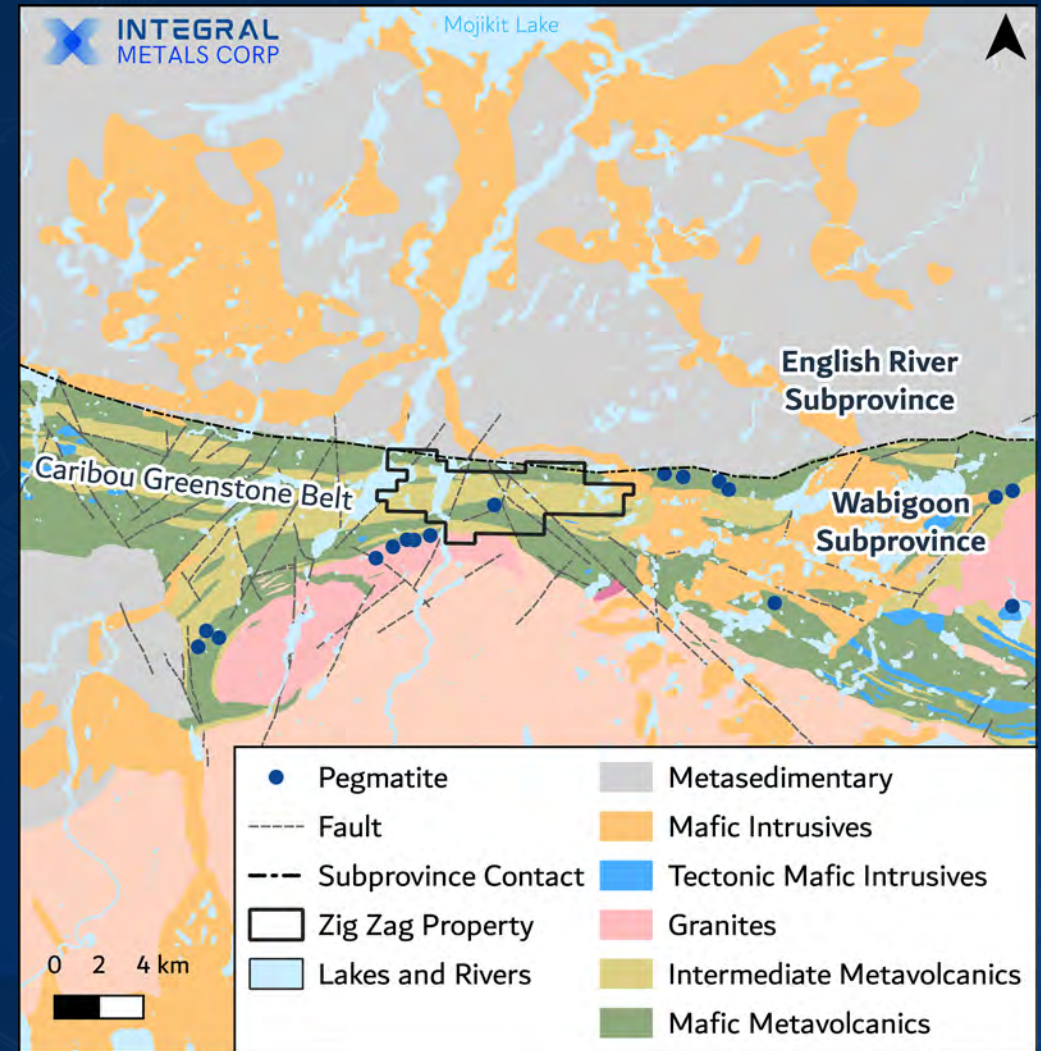 INTEGRAL
METALS CORP
Mojikit Lake
English River
Subprovince
Caribou Greenstone Belt
Wabigoon
Subprovince
Pegmatite
Fault
Subprovince Contact
Zig Zag Property
Lakes and Rivers
0 2 4 km
Metasedimentary
Mafic Intrusives
Tectonic Mafic Intrusives
Granites
Intermediate Metavolcanics
Mafic Metavolcanics